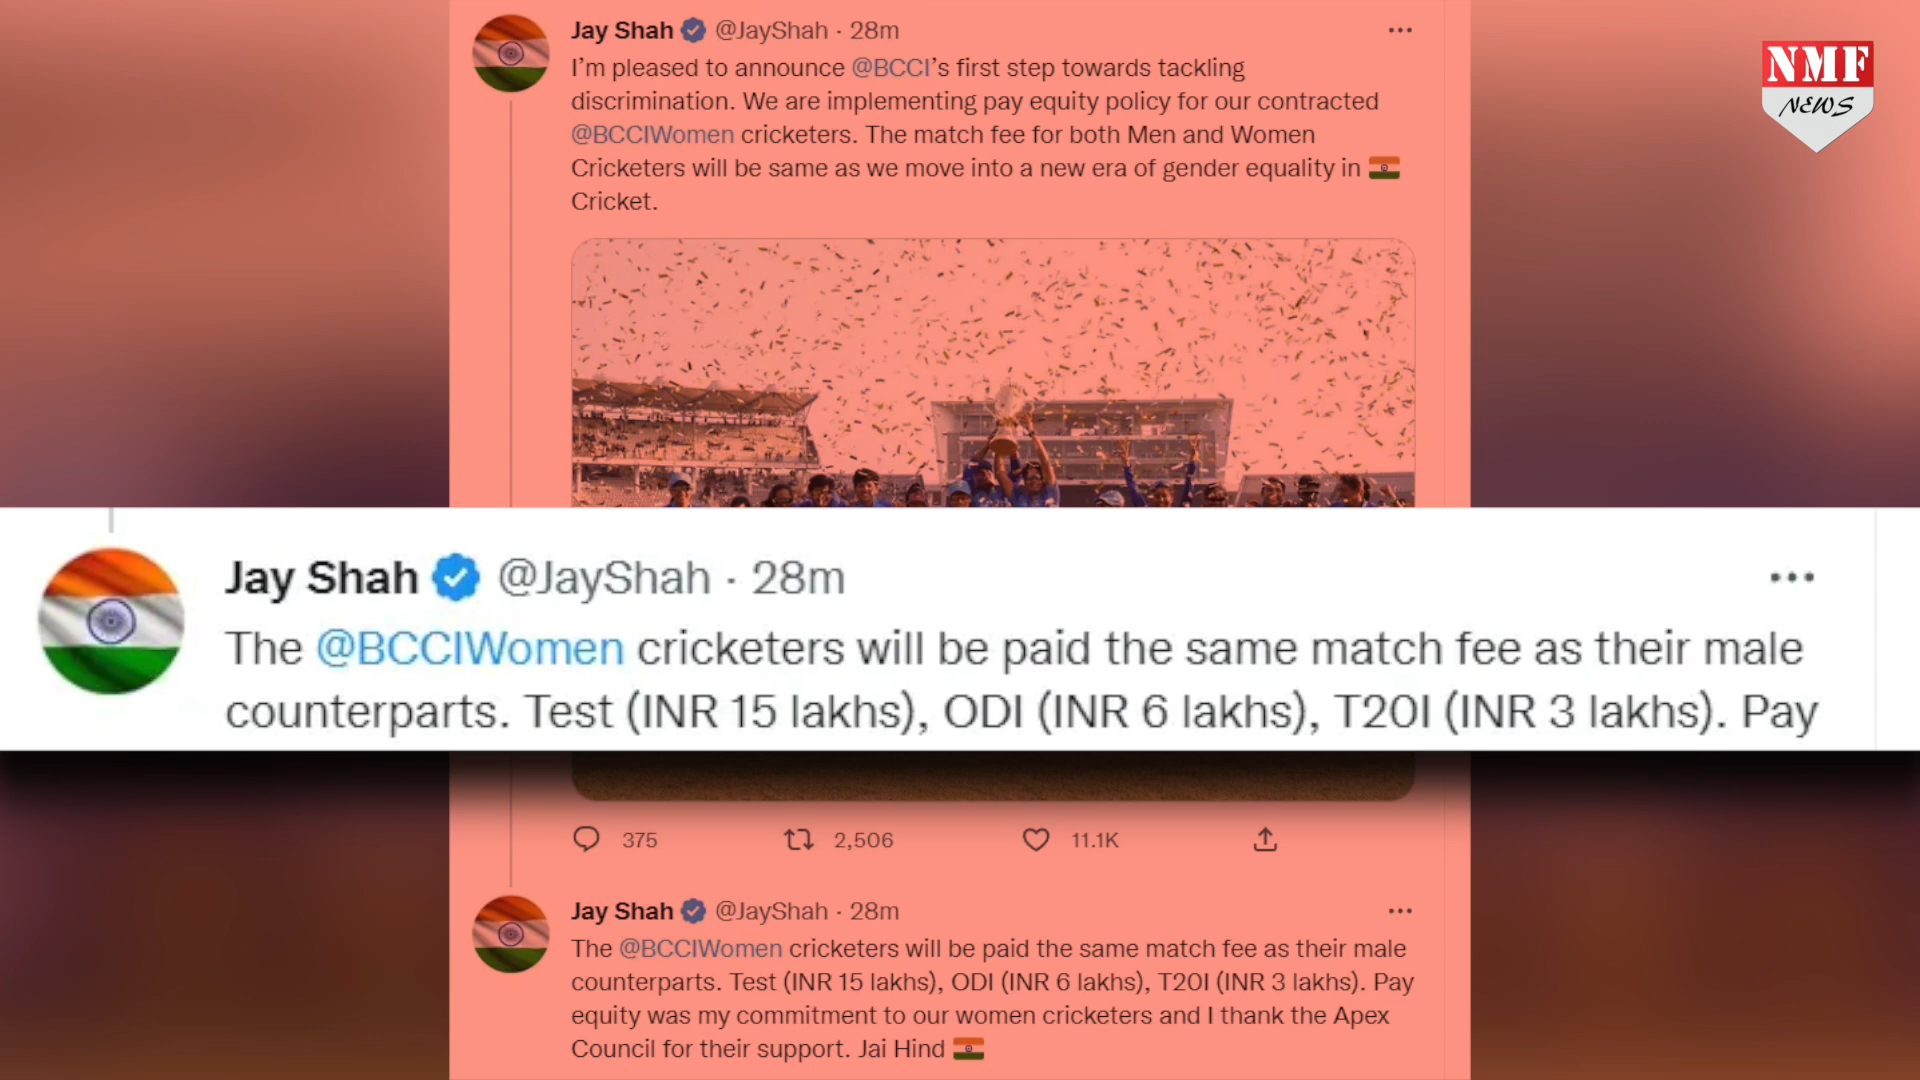 Jay Shah @JayShah · 28m
I’m pleased to announce @BCCI’s first step towards tackling
discrimination. We are implementing pay equity policy for our contracted
@BCCIWomen cricketers. The match fee for both Men and Women
Cricketers will be same as we move into a new era of gender equality in
Cricket.
NMF
NEWS
Jay Shah @JayShah · 28m
The @BCCIWomen cricketers will be paid the same match fee as their male
counterparts. Test (INR 15 lakhs), ODI (INR 6 lakhs), T20I (INR 3 lakhs). Pay
375 2,506 11.1K
Jay Shah @JayShah · 28m
The @BCCIWomen cricketers will be paid the same match fee as their male
counterparts. Test (INR 15 lakhs), ODI (INR 6 lakhs), T20I (INR 3 lakhs). Pay
equity was my commitment to our women cricketers and I thank the Apex
Council for their support. Jai Hind